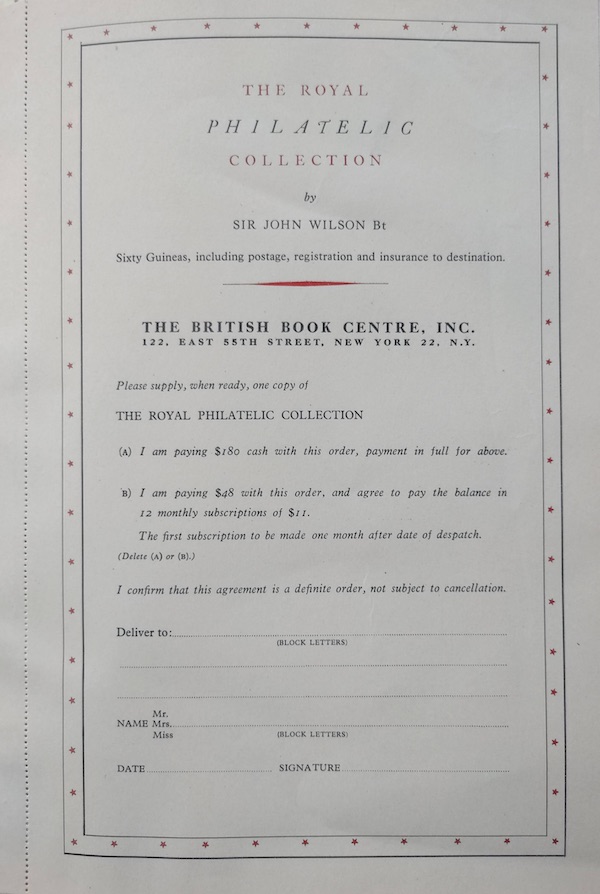 THE ROYAL
PHILATELIC
COLLECTION
by
SIR JOHN WILSON Bt
Sixty Guineas, including postage, registration and insurance to destination.
THE BRITISH BOOK CENTRE, INC.
122, EAST 55TH STREET, NEW YORK 22, N.Y.
Please supply, when ready, one copy of
THE ROYAL PHILATELIC COLLECTION
(A) I am paying $180 cash with this order, payment in full for above.
B) I am paying $48 with this order, and agree to pay the balance in
12 monthly subscriptions of $11.
The first subscription to be made one month after date of despatch.
(Delete (A) or (B).)
I confirm that this agreement is a definite order, not subject to cancellation.
Deliver to:
(BLOCK LETTERS)
Mr.
NAME Mrs.
Miss (BLOCK LETTERS)
DATE SIGNATURE